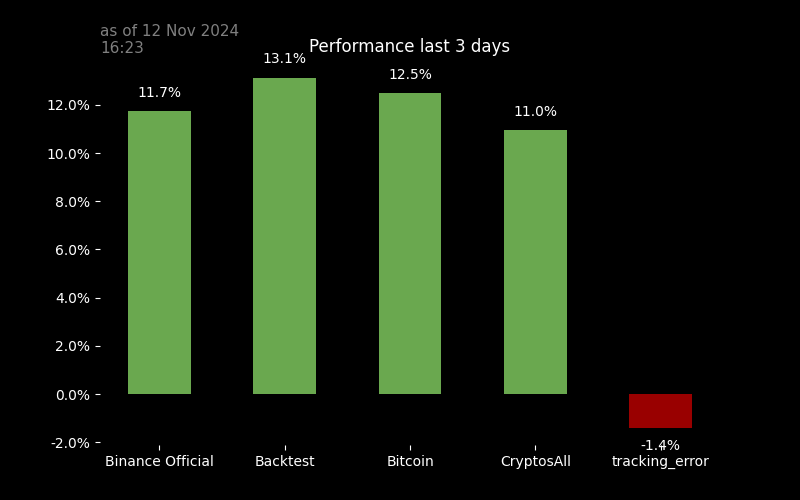 as of 12 Nov 2024
16:23
Performance last 3 days
11.7%
13.1%
12.5%
11.0%
-1.4%
12.0%
10.0%
8.0%
6.0%
4.0%
2.0%
0.0%
-2.0%
Binance Official
Backtest
Bitcoin
CryptosAll
tracking_error